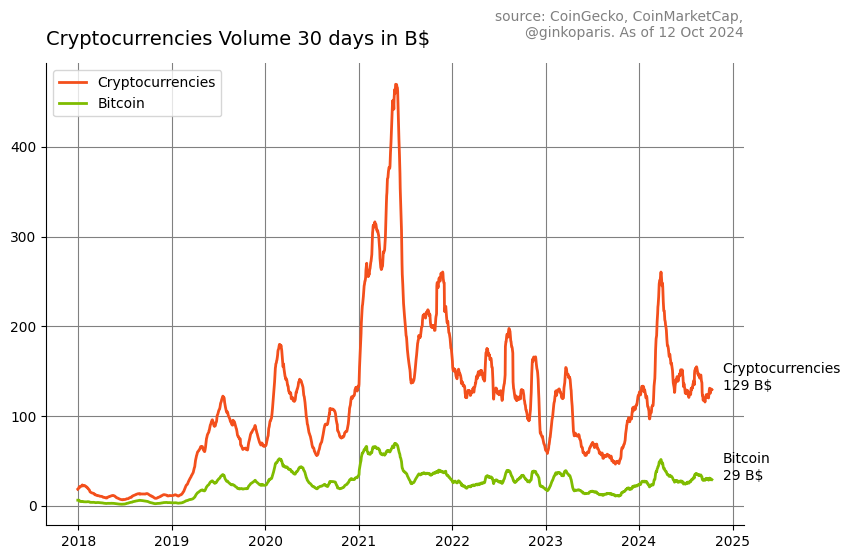 source: CoinGecko, CoinMarketCap,
@ginkoparis. As of 12 Oct 2024
Cryptocurrencies Volume 30 days in B$
Cryptocurrencies
Bitcoin
400
300
200
100
0
Cryptocurrencies
129 B$
Bitcoin
29 B$
2018
2019
2020
2021
2022
2023
2024
2025